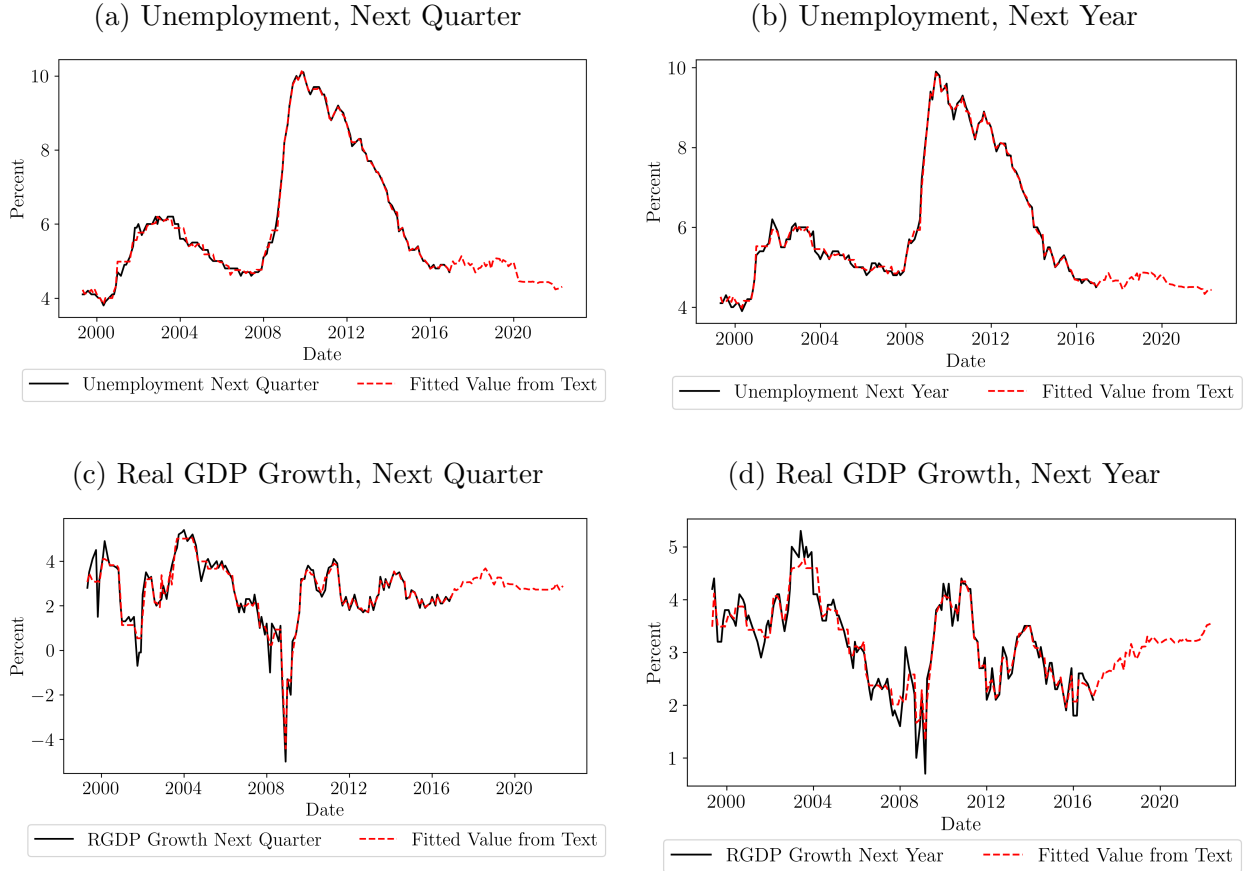 (a) Unemployment, Next Quarter
10
8
6
4
Percent
2000 2004 2008 2012 2016 2020
Date
Unemployment Next Quarter Fitted Value from Text
(b) Unemployment, Next Year
10
8
6
4
Percent
2000 2004 2008 2012 2016 2020
Date
Unemployment Next Year Fitted Value from Text
(c) Real GDP Growth, Next Quarter
4
2
0
−2
−4
Percent
2000 2004 2008 2012 2016 2020
Date
RGDP Growth Next Quarter Fitted Value from Text
(d) Real GDP Growth, Next Year
5
4
3
2
1
Percent
2000 2004 2008 2012 2016 2020
Date
RGDP Growth Next Year Fitted Value from Text